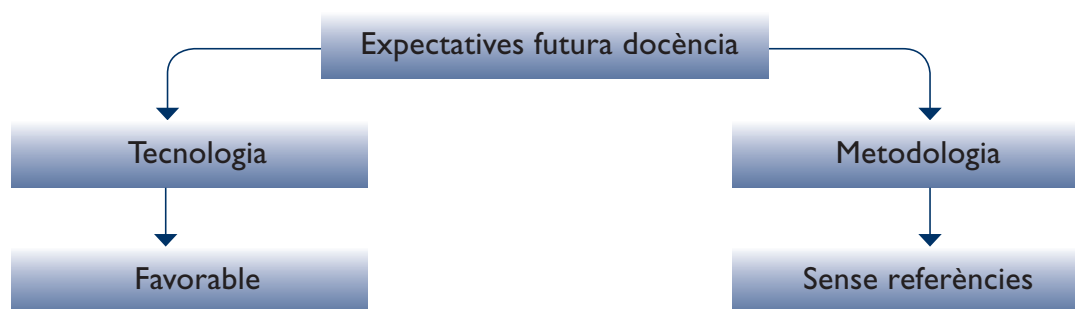 Expectatives futura docència
Tecnologia
Metodologia
Favorable
Sense referències